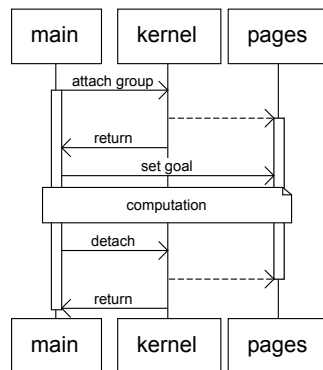 main kernel pages
attach group
return
set goal
computation
detach
return
main kernel pages